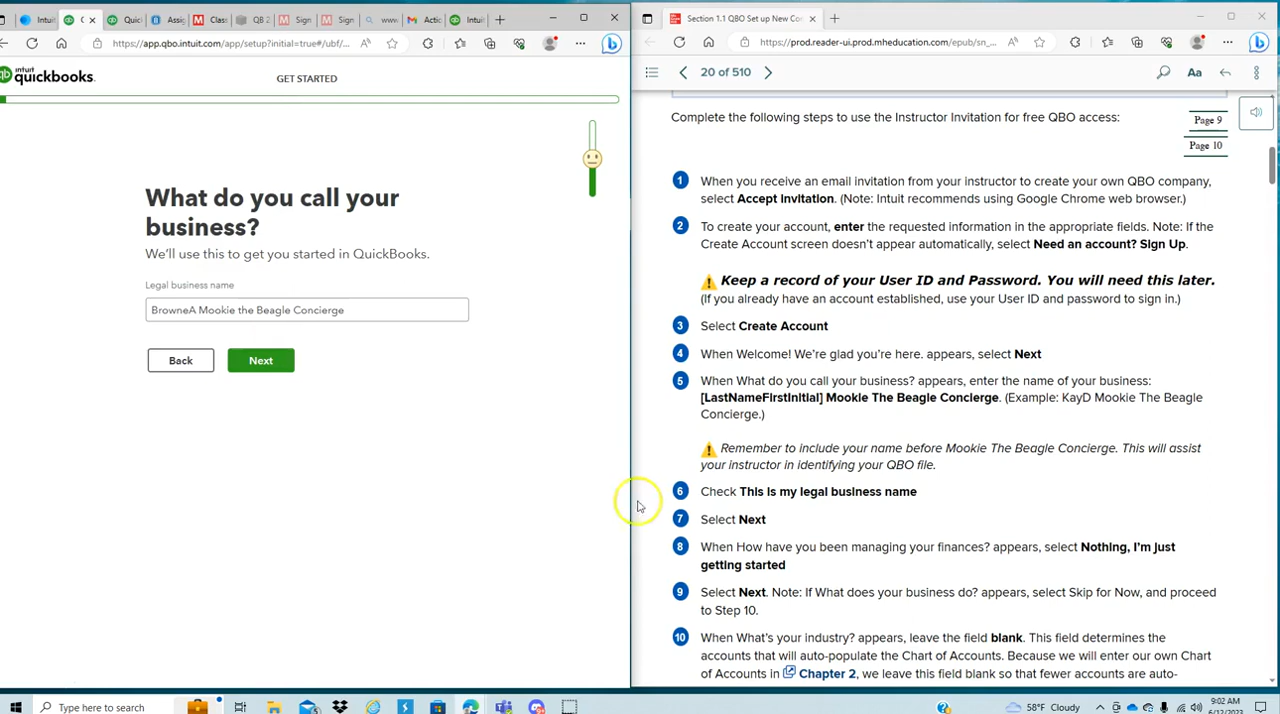 Intui
C
Quic
Assig
Class
QB 2
Sign
Sign
www
Actic
Intuit
Section 1.1 QBO Set up New Co
https://app.qbo.intuit.com/app/setup?initial=true#/ubf/...
https://prod.reader-ui.prod.mheducation.com/epub/sn_...
intuit
quickbooks.
GET STARTED
What do you call your
business?
We'll use this to get you started in QuickBooks.
Legal business name
BrowneA Mookie the Beagle Concierge
Back
Next
20 of 510
Aa
Complete the following steps to use the Instructor Invitation for free QBO access:
Page 9
Page 10
1 When you receive an email invitation from your instructor to create your own QBO company,
select Accept Invitation. (Note: Intuit recommends using Google Chrome web browser.)
2 To create your account, enter the requested information in the appropriate fields. Note: If the
Create Account screen doesn't appear automatically, select Need an account? Sign Up.
Keep a record of your User ID and Password. You will need this later.
(If you already have an account established, use your User ID and password to sign in.)
3 Select Create Account
4 When Welcome! We're glad you're here. appears, select Next
5 When What do you call your business? appears, enter the name of your business:
[LastNameFirstInitial] Mookie The Beagle Concierge. (Example: KayD Mookie The Beagle
Concierge.)
Remember to include your name before Mookie The Beagle Concierge. This will assist
your instructor in identifying your QBO file.
6 Check This is my legal business name
7 Select Next
8 When How have you been managing your finances? appears, select Nothing, I'm just
getting started
9 Select Next. Note: If What does your business do? appears, select Skip for Now, and proceed
to Step 10.
10 When What's your industry? appears, leave the field blank. This field determines the
accounts that will auto-populate the Chart of Accounts. Because we will enter our own Chart
of Accounts in Chapter 2, we leave this field blank so that fewer accounts are auto-
Type here to search
58°F Cloudy
9:02 AM